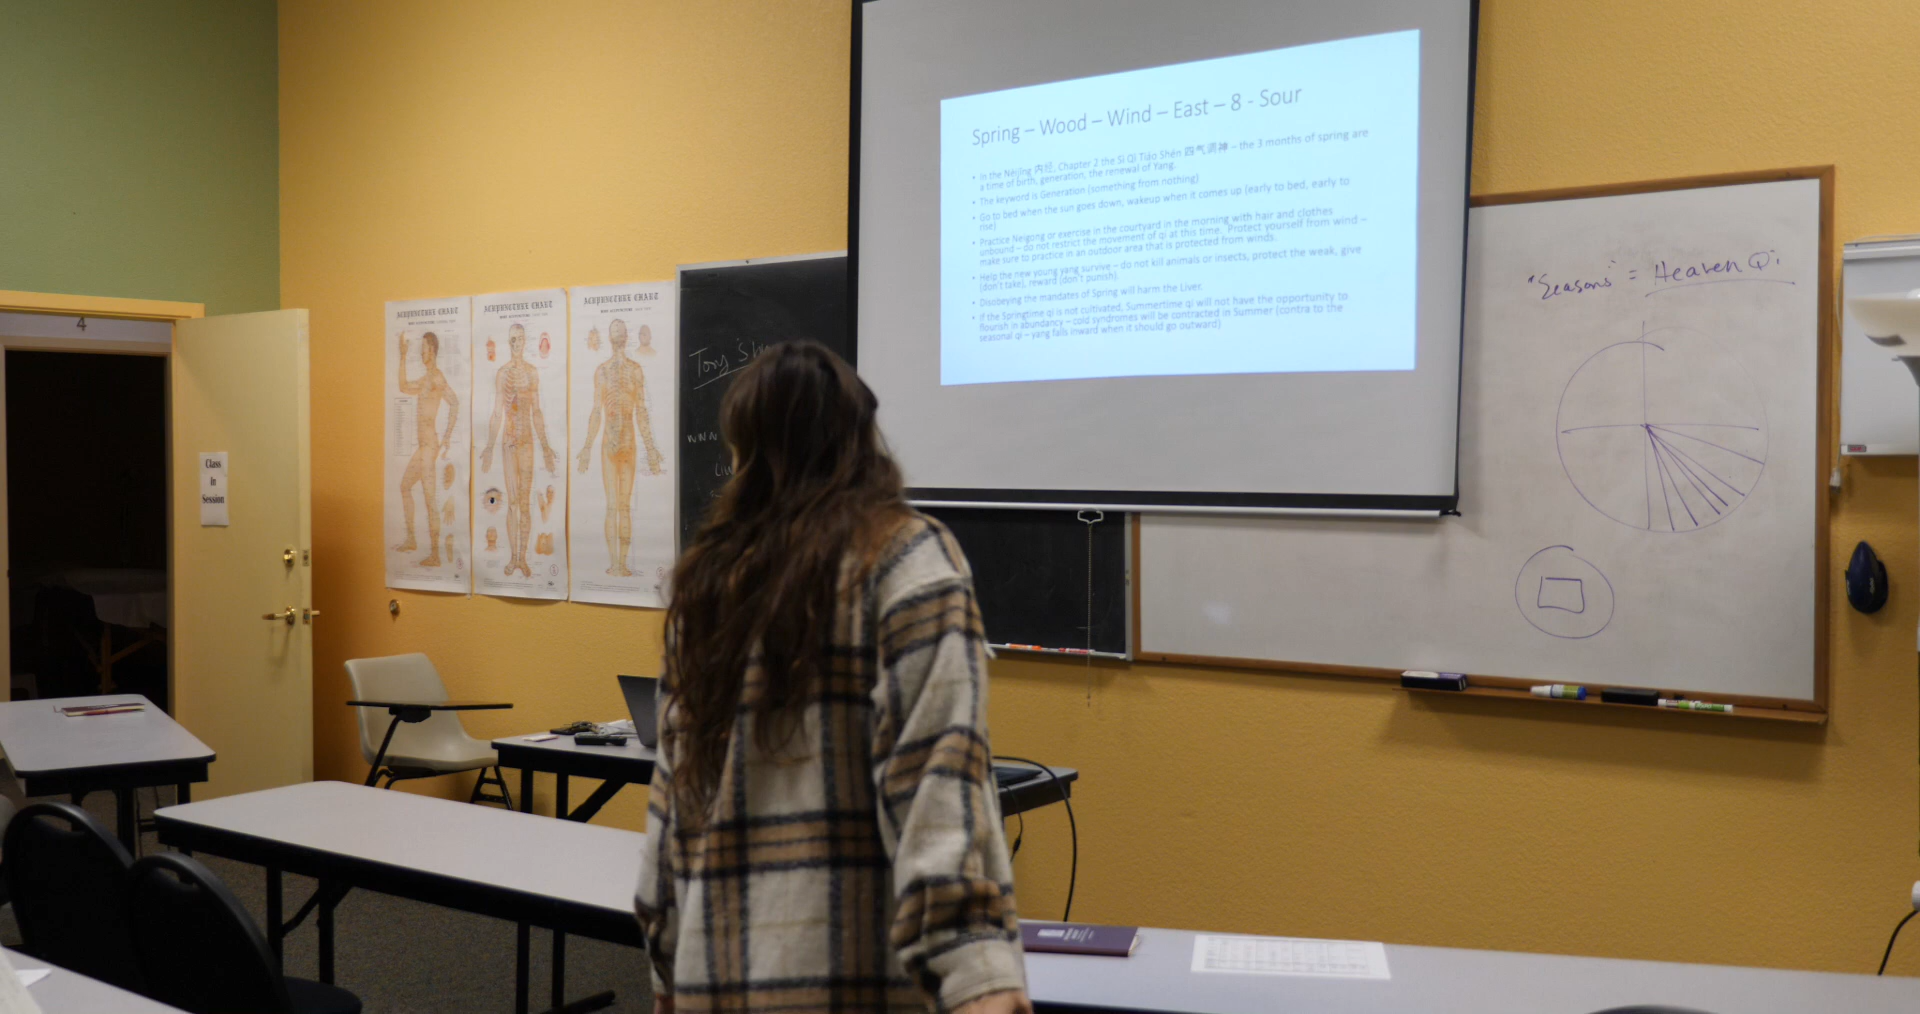 4
Class
In
Session
ACUPUNCTURE CHART
ACUPUNCTURE CHART
ACUPUNCTURE CHART
Tony
www
Spring – Wood – Wind – East – 8 - Sour
• In the Nèijīng 内经, Chapter 2 the Sì Qì Tiáo Shén 四气调神 – the 3 months of spring are
a time of birth, generation, the renewal of Yang.
• The keyword is Generation (something from nothing)
• Go to bed when the sun goes down, wakeup when it comes up (early to bed, early to
rise)
• Practice Neigong or exercise in the courtyard in the morning with hair and clothes
unbound – do not restrict the movement of qi at this time. Protect yourself from wind –
make sure to practice in an outdoor area that is protected from winds.
• Help the new young yang survive – do not kill animals or insects, protect the weak, give
(don't take), reward (don't punish).
• Disobeying the mandates of Spring will harm the Liver.
• If the Springtime qi is not cultivated, Summertime qi will not have the opportunity to
flourish in abundancy – cold syndromes will be contracted in Summer (contra to the
seasonal qi – yang falls inward when it should go outward)
"Seasons" = Heaven Qi